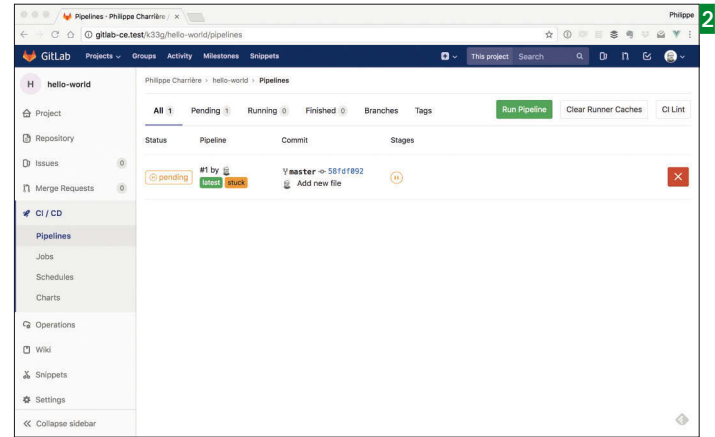 Pipelines - Philippe Charrière / ×
Philippe
2
gitlab-ce.test/k33g/hello-world/pipelines
GitLab Projects Groups Activity Milestones Snippets This project Search
H hello-world
Philippe Charrière > hello-world > Pipelines
Project
All 1 Pending 1 Running 0 Finished 0 Branches Tags Run Pipeline Clear Runner Caches CI Lint
Repository
Status Pipeline Commit Stages
Issues 0
pending #1 by master 58fdf092
latest stuck Add new file
Merge Requests 0
CI / CD
Pipelines
Jobs
Schedules
Charts
Operations
Wiki
Snippets
Settings
Collapse sidebar